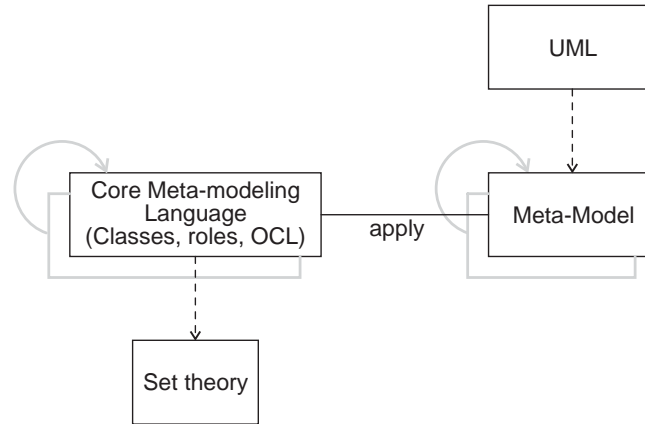 UML
Core Meta-modeling
Language
(Classes, roles, OCL)
apply
Meta-Model
Set theory